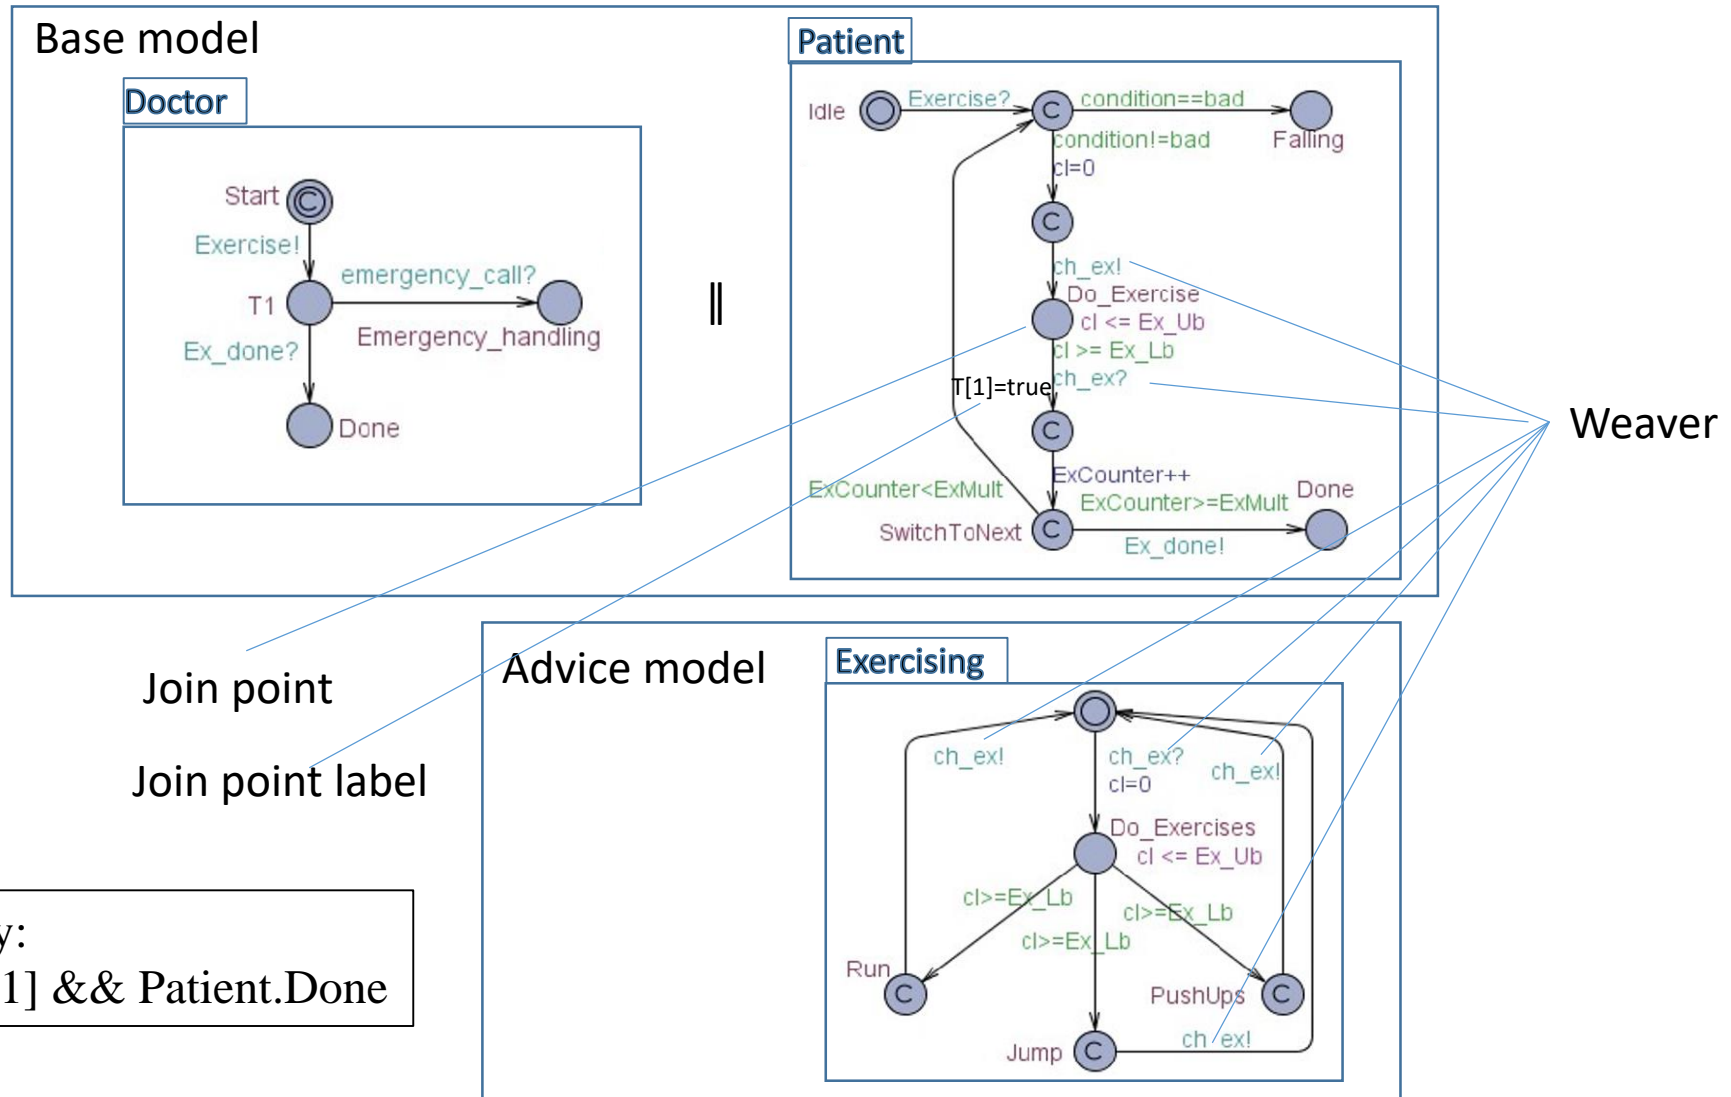 Base model
Doctor
Start
Exercise!
T1
emergency_call?
Emergency_handling
Ex_done?
Done
||
Patient
Idle
Exercise?
C
condition==bad
Falling
condition!=bad
cl=0
C
ch_ex!
Do_Exercise
cl <= Ex_Ub
cl >= Ex_Lb
ch_ex?
T[1]=true
C
ExCounter++
ExCounter<ExMult
ExCounter>=ExMult
Done
SwitchToNext
C
Ex_done!
Weaver
Join point
Join point label
Advice model
Exercising
ch_ex!
ch_ex?
cl=0
ch_ex!
Do_Exercises
cl <= Ex_Ub
cl>=Ex_Lb
cl>=Ex_Lb
cl>=Ex_Lb
Run
C
PushUps
C
Jump
C
ch_ex!
y:
1] && Patient.Done